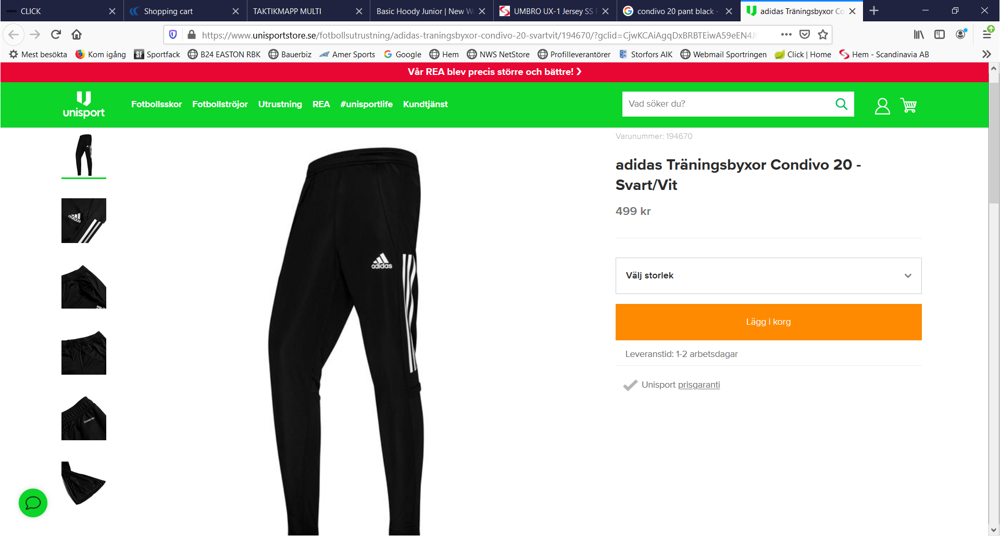 CLICK
Shopping cart
TAKTIKMAPP MULTI
Basic Hoody Junior | New W
UMBRO UX-1 Jersey SS
condivo 20 pant black -
adidas Träningsbyxor Co
https://www.unisportstore.se/fotbollsutrustning/adidas-traningsbyxor-condivo-20-svartvit/194670/?gclid=CjwKCAiAgqDxBRBTEiwA59eEN4J
Mest besökta
Kom igång
Sportfack
B24 EASTON RBK
Bauerbiz
Amer Sports
Google
Hem
NWS NetStore
Profilleverantörer
Storfors AIK
Webmail Sportringen
Click | Home
Hem - Scandinavia AB
Vår REA blev precis större och bättre!
unisport
Fotbollsskor
Fotbollströjor
Utrustning
REA
#unisportlife
Kundtjänst
Vad söker du?
Varunummer: 194670
adidas Träningsbyxor Condivo 20 -
Svart/Vit
499 kr
Välj storlek
Lägg i korg
Leveranstid: 1-2 arbetsdagar
Unisport prisgaranti
adidas
adidas